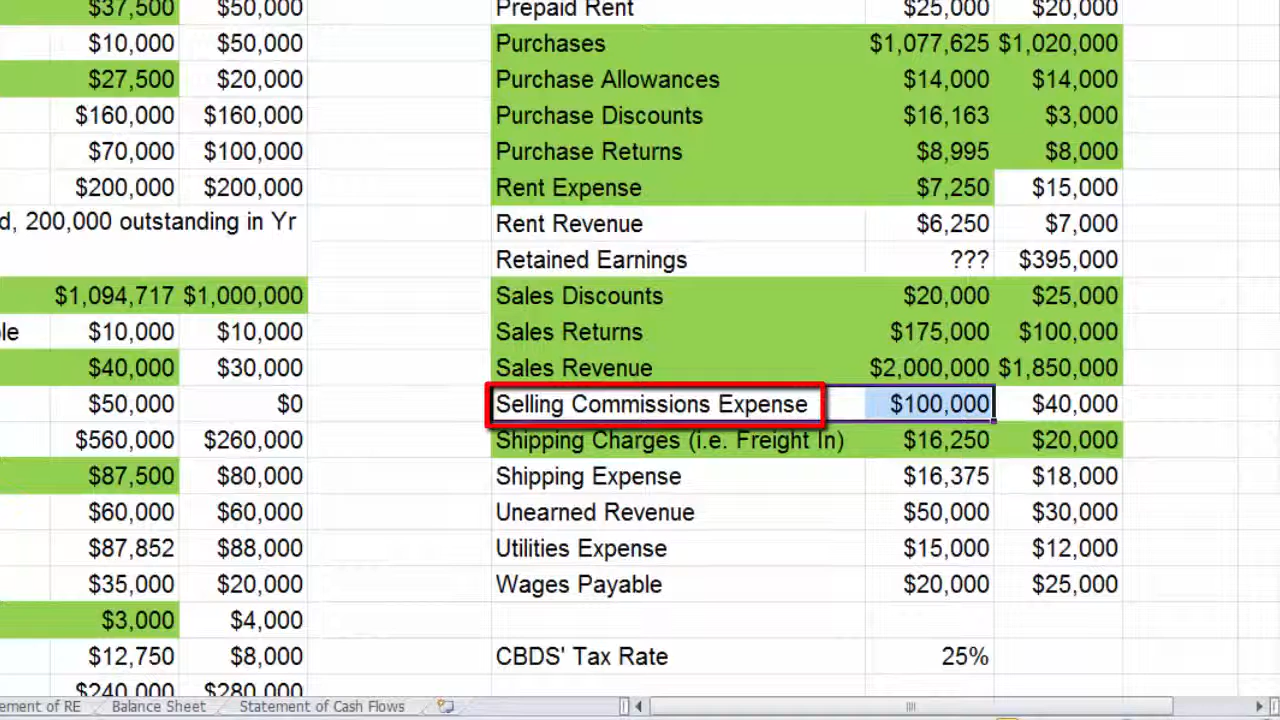 $37,500 $50,000 Prepaid Rent $25,000 $20,000
$10,000 $50,000 Purchases $1,077,625 $1,020,000
$27,500 $20,000 Purchase Allowances $14,000 $14,000
$160,000 $160,000 Purchase Discounts $16,163 $3,000
$70,000 $100,000 Purchase Returns $8,995 $8,000
$200,000 $200,000 Rent Expense $7,250 $15,000
d, 200,000 outstanding in Yr Rent Revenue $6,250 $7,000
Retained Earnings ??? $395,000
$1,094,717 $1,000,000 Sales Discounts $20,000 $25,000
le $10,000 $10,000 Sales Returns $175,000 $100,000
$40,000 $30,000 Sales Revenue $2,000,000 $1,850,000
$50,000 $0 Selling Commissions Expense $100,000 $40,000
$560,000 $260,000 Shipping Charges (i.e. Freight In) $16,250 $20,000
$87,500 $80,000 Shipping Expense $16,375 $18,000
$60,000 $60,000 Unearned Revenue $50,000 $30,000
$87,852 $88,000 Utilities Expense $15,000 $12,000
$35,000 $20,000 Wages Payable $20,000 $25,000
$3,000 $4,000
$12,750 $8,000 CBDS' Tax Rate 25%
$240,000 $280,000
ement of RE Balance Sheet Statement of Cash Flows